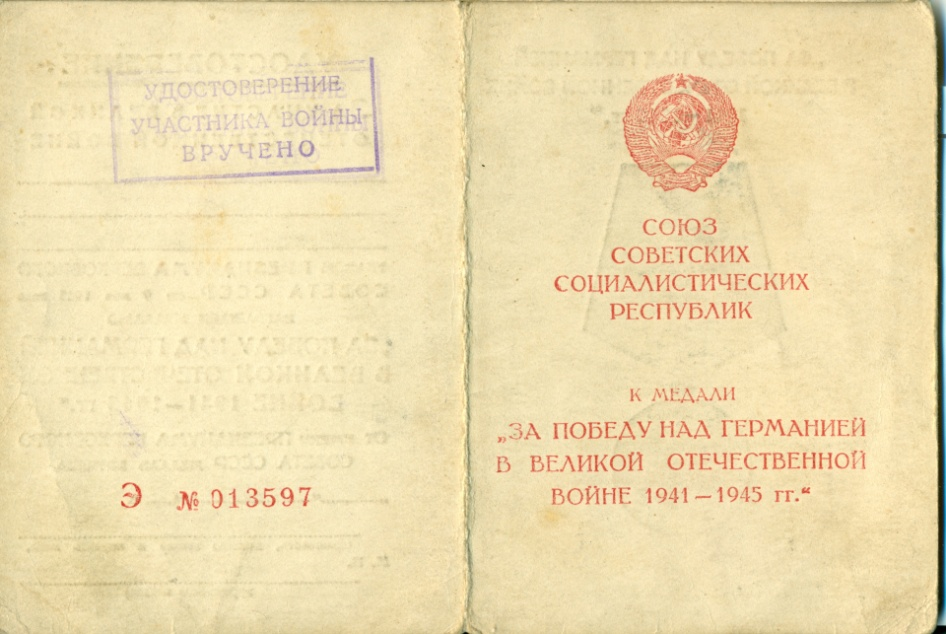 УДОСТОВЕРЕНИЕ
УЧАСТНИКА ВОЙНЫ
ВРУЧЕНО
Э № 013597
СОЮЗ
СОВЕТСКИХ
СОЦИАЛИСТИЧЕСКИХ
РЕСПУБЛИК
К МЕДАЛИ
„ЗА ПОБЕДУ НАД ГЕРМАНИЕЙ
В ВЕЛИКОЙ ОТЕЧЕСТВЕННОЙ
ВОЙНЕ 1941—1945 гг.“